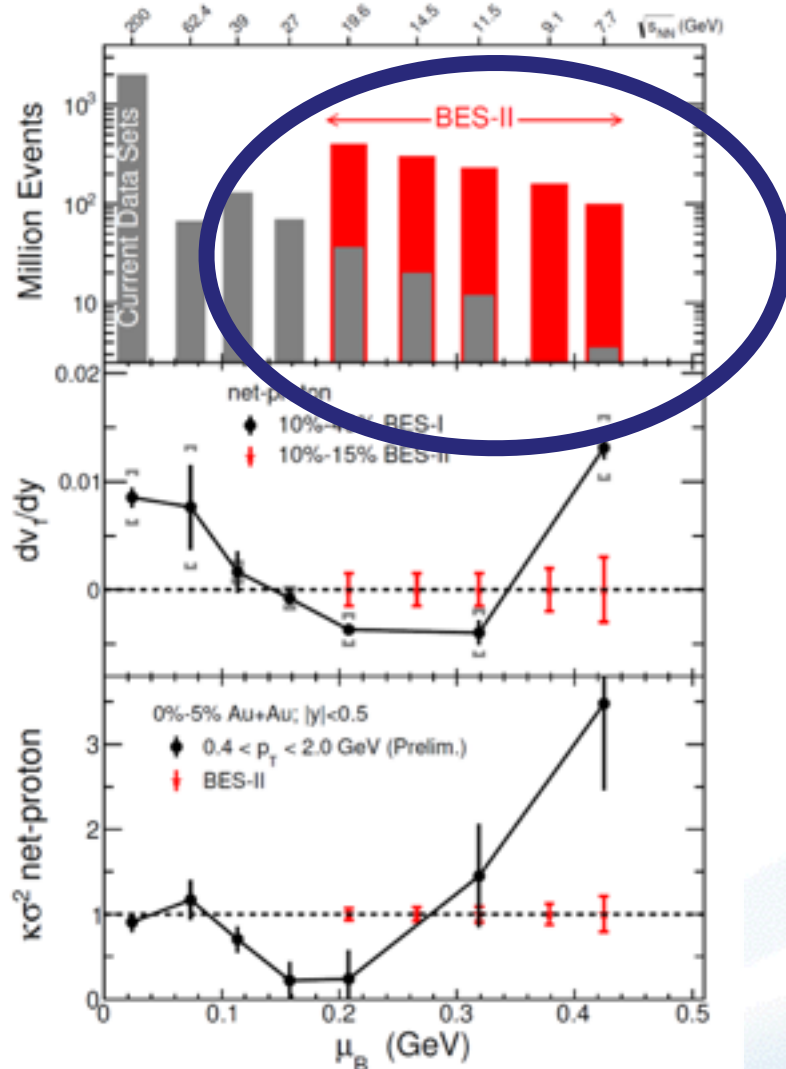 200 62.4 39 27 19.6 14.5 11.5 9.1 7.7 √s_NN (GeV)
BES-II
10³
10²
10
Million Events
Current Data Sets
0.02
0.01
0
dv₁/dy
net-proton
10%-4 % BES-I
10%-15% BES-II
0%-5% Au+Au; |y|<0.5
0.4 < p_T < 2.0 GeV (Prelim.)
BES-II
3
2
1
0
κσ² net-proton
0 0.1 0.2 0.3 0.4 0.5
μ_B (GeV)